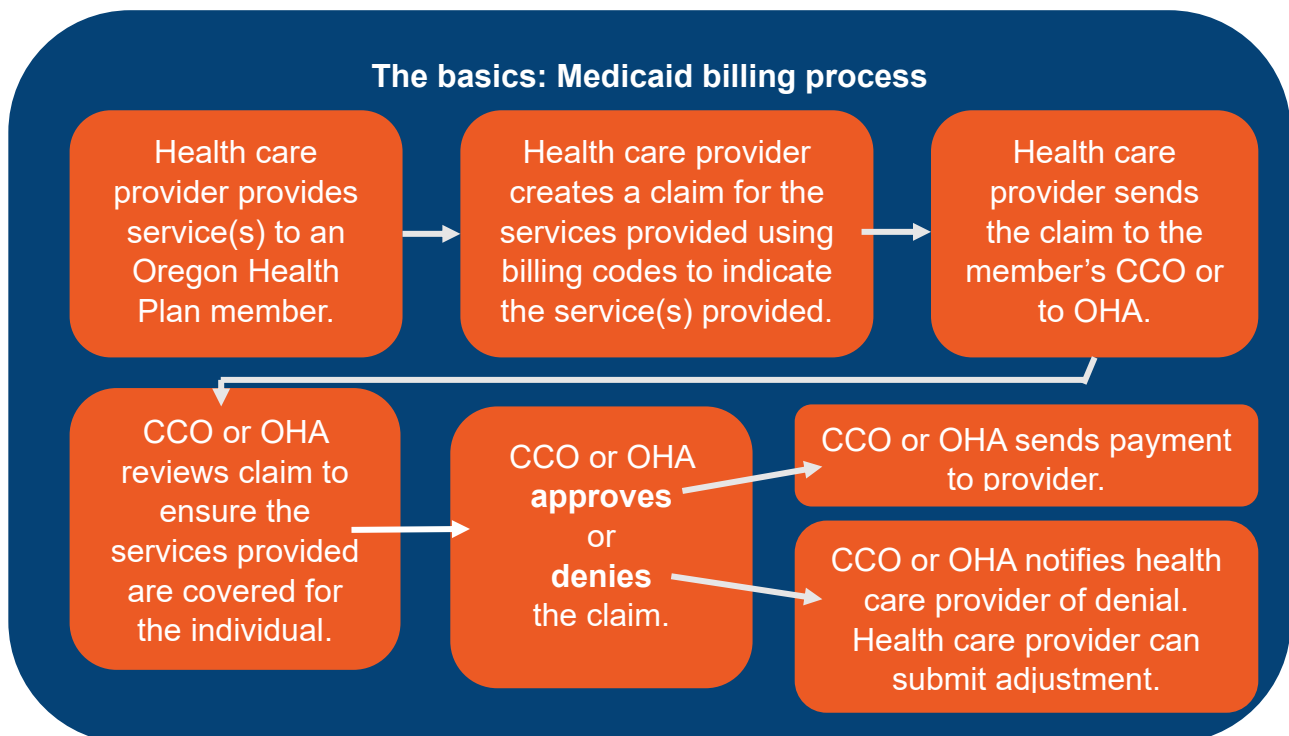 The basics: Medicaid billing process
Health care
provider provides
service(s) to an
Oregon Health
Plan member.
Health care provider
creates a claim for the
services provided using
billing codes to indicate
the service(s) provided.
Health care
provider sends
the claim to the
member’s CCO or
to OHA.
CCO or OHA
reviews claim to
ensure the
services provided
are covered for
the individual.
CCO or OHA
approves
or
denies
the claim.
CCO or OHA sends payment
to provider.
CCO or OHA notifies health
care provider of denial.
Health care provider can
submit adjustment.